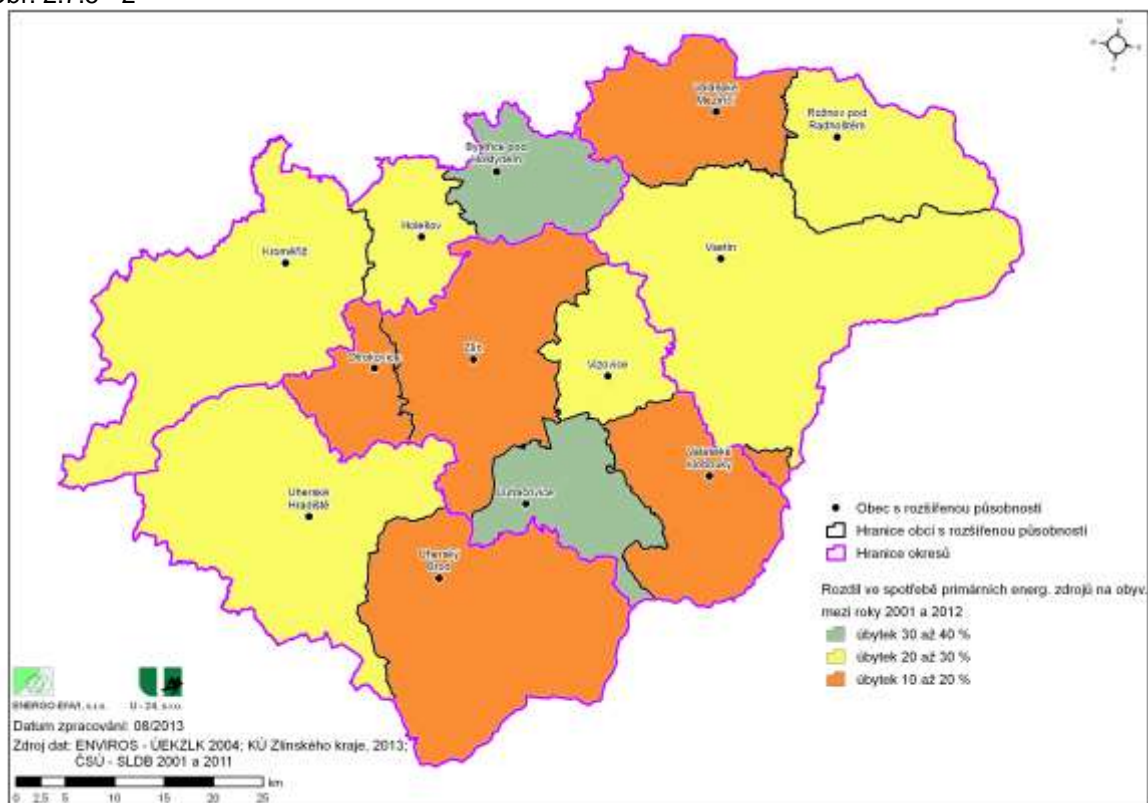 Obr. 2.7.3 - 2
N
Valašské
Meziříčí
Rožnov pod
Radhoštěm
Bystřice pod
Hostýnem
Holešov
Kroměříž
Vsetín
Otrokovice
Zlín
Vizovice
Valašské
Klobouky
Luhačovice
Uherské
Hradiště
Uherský
Brod
Obec s rozšířenou působností
Hranice obcí s rozšířenou působností
Hranice okresů
Rozdíl ve spotřebě primárních energ. zdrojů na obyv.
mezi roky 2001 a 2012
úbytek 30 až 40 %
úbytek 20 až 30 %
úbytek 10 až 20 %
ENERGO-ENVI, s.r.o. U - 24, s.r.o.
Datum zpracování: 08/2013
Zdroj dat: ENVIROS - ÚEKZLK 2004; KÚ Zlínského kraje, 2013;
ČSÚ - SLDB 2001 a 2011
km
0 2,5 5 10 15 20 25